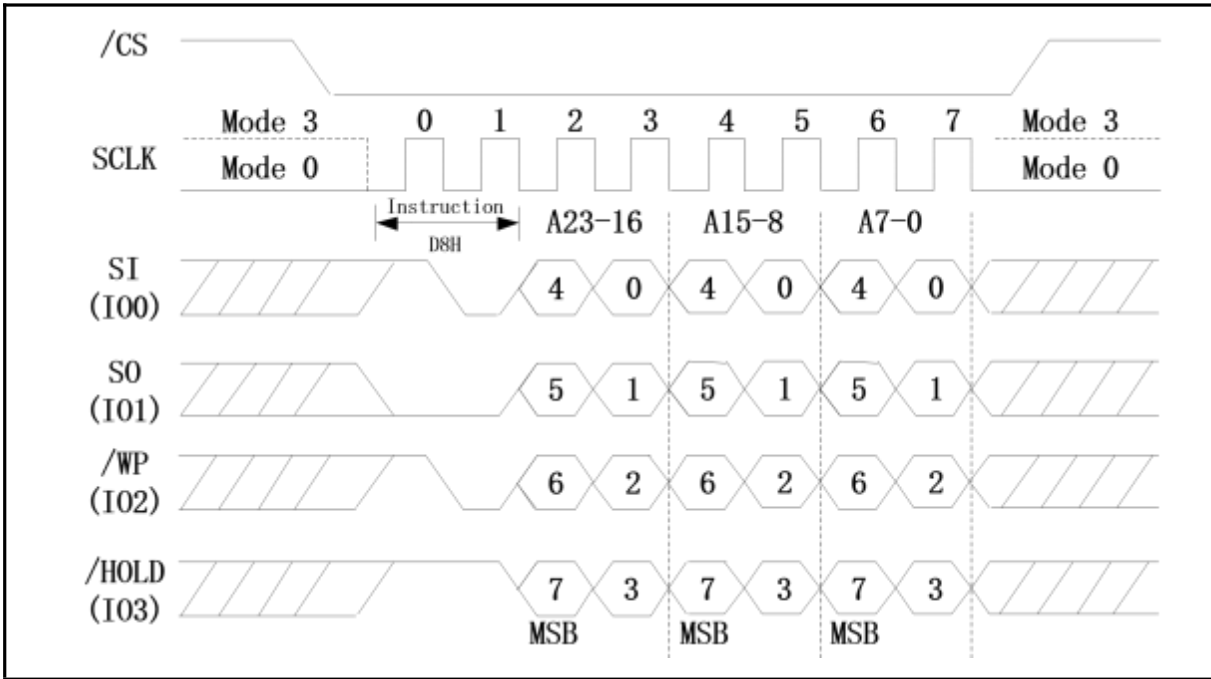 /CS
Mode 3 0 1 2 3 4 5 6 7 Mode 3
SCLK
Mode 0 Mode 0
Instruction
D8H
A23-16 A15-8 A7-0
SI
(IO0)
4 0 4 0 4 0
SO
(IO1)
5 1 5 1 5 1
/WP
(IO2)
6 2 6 2 6 2
/HOLD
(IO3)
7 3 7 3 7 3
MSB MSB MSB